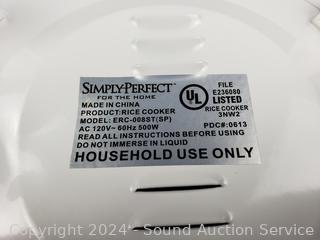 SIMPLY PERFECT™
FOR THE HOME
MADE IN CHINA
PRODUCT:RICE COOKER
MODEL: ERC-008ST(SP)
AC 120V~ 60Hz 500W
READ ALL INSTRUCTIONS BEFORE USING
DO NOT IMMERSE IN LIQUID
HOUSEHOLD USE ONLY
FILE
E236080
UL
®
LISTED
RICE COOKER
3NW2
PDC#:0613
Copyright 2024 - Sound Auction Service